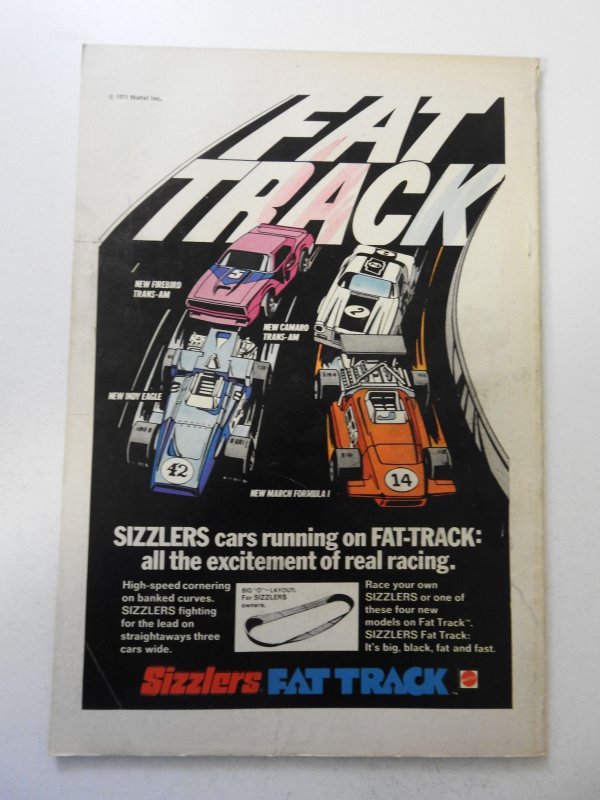 © 1971 Mattel Inc.
FAT
TRACK
5
2
NEW FIREBIRD
TRANS-AM
NEW CAMARO
TRANS-AM
NEW INDY EAGLE
42
14
NEW MARCH FORMULA I
SIZZLERS cars running on FAT-TRACK:
all the excitement of real racing.
High-speed cornering
on banked curves.
SIZZLERS fighting
for the lead on
straightaways three
cars wide.
BIG "O"™ LAYOUT:
For SIZZLERS
owners.
Race your own
SIZZLERS or one of
these four new
models on Fat Track™.
SIZZLERS Fat Track:
It's big, black, fat and fast.
Sizzlers FAT TRACK™